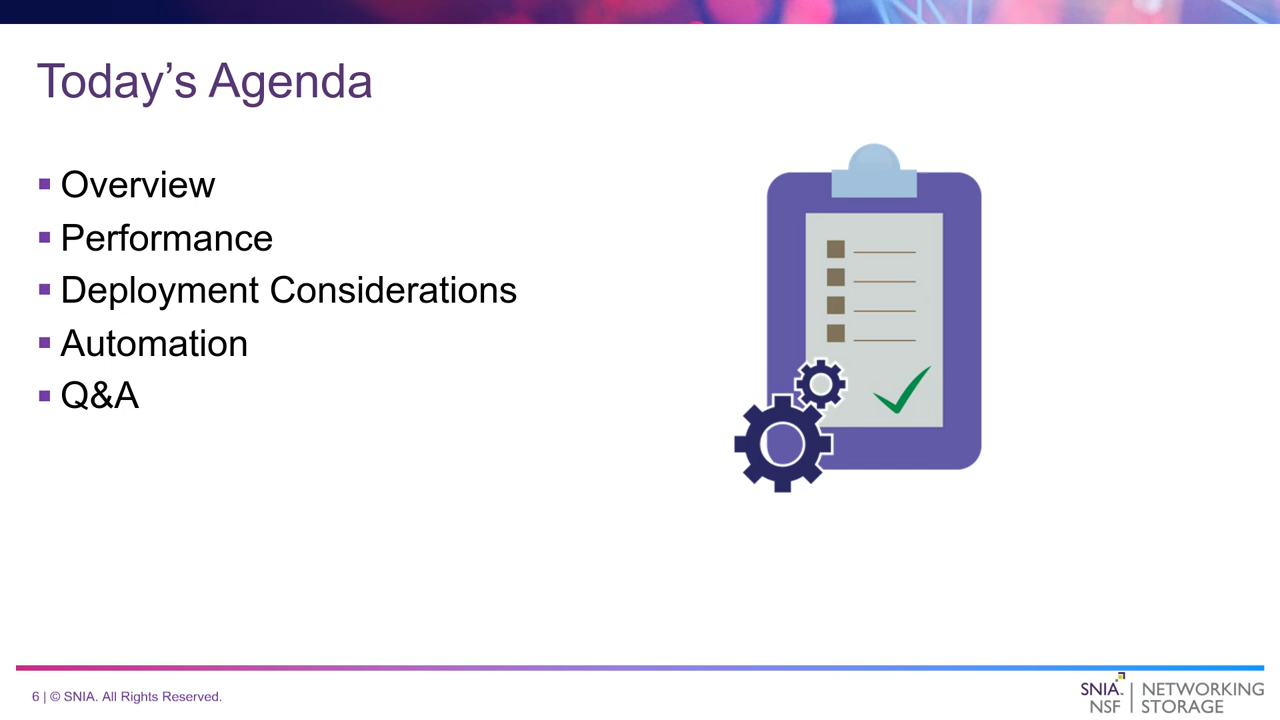 Today’s Agenda
▪ Overview
▪ Performance
▪ Deployment Considerations
▪ Automation
▪ Q&A
6 | © SNIA. All Rights Reserved.
SNIA. | NETWORKING
NSF | STORAGE